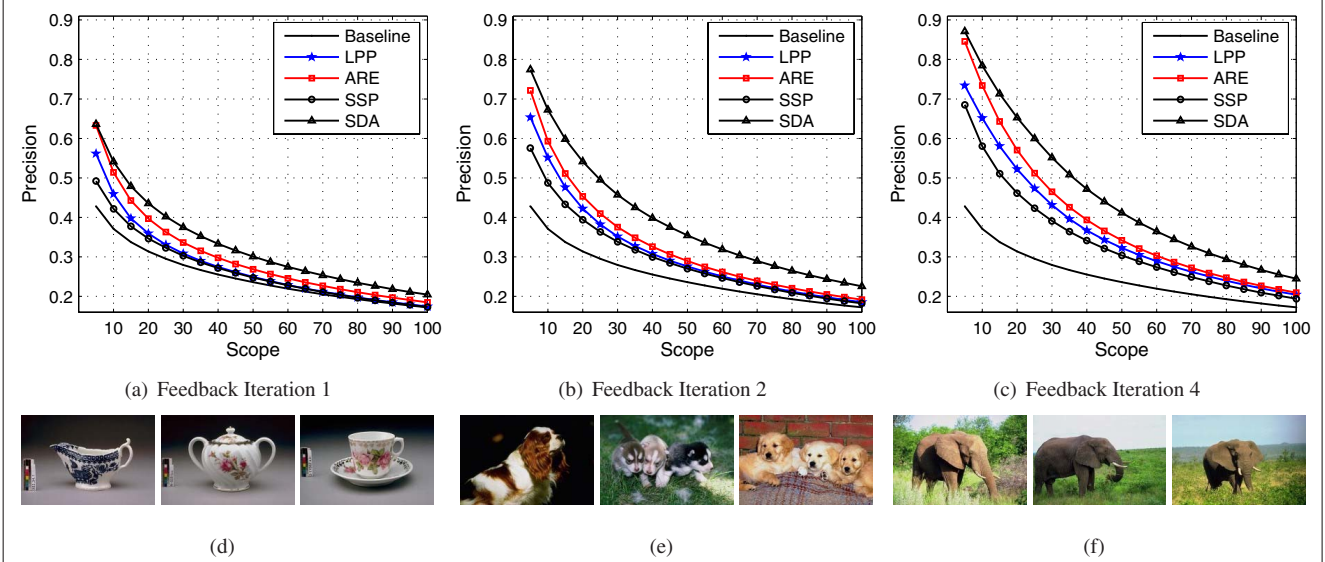 0.9
0.8
0.7
0.6
0.5
0.4
0.3
0.2
Precision
10 20 30 40 50 60 70 80 90 100
Scope
Baseline
LPP
ARE
SSP
SDA
(a) Feedback Iteration 1
0.9
0.8
0.7
0.6
0.5
0.4
0.3
0.2
Precision
10 20 30 40 50 60 70 80 90 100
Scope
Baseline
LPP
ARE
SSP
SDA
(b) Feedback Iteration 2
0.9
0.8
0.7
0.6
0.5
0.4
0.3
0.2
Precision
10 20 30 40 50 60 70 80 90 100
Scope
Baseline
LPP
ARE
SSP
SDA
(c) Feedback Iteration 4
(d)
(e)
(f)